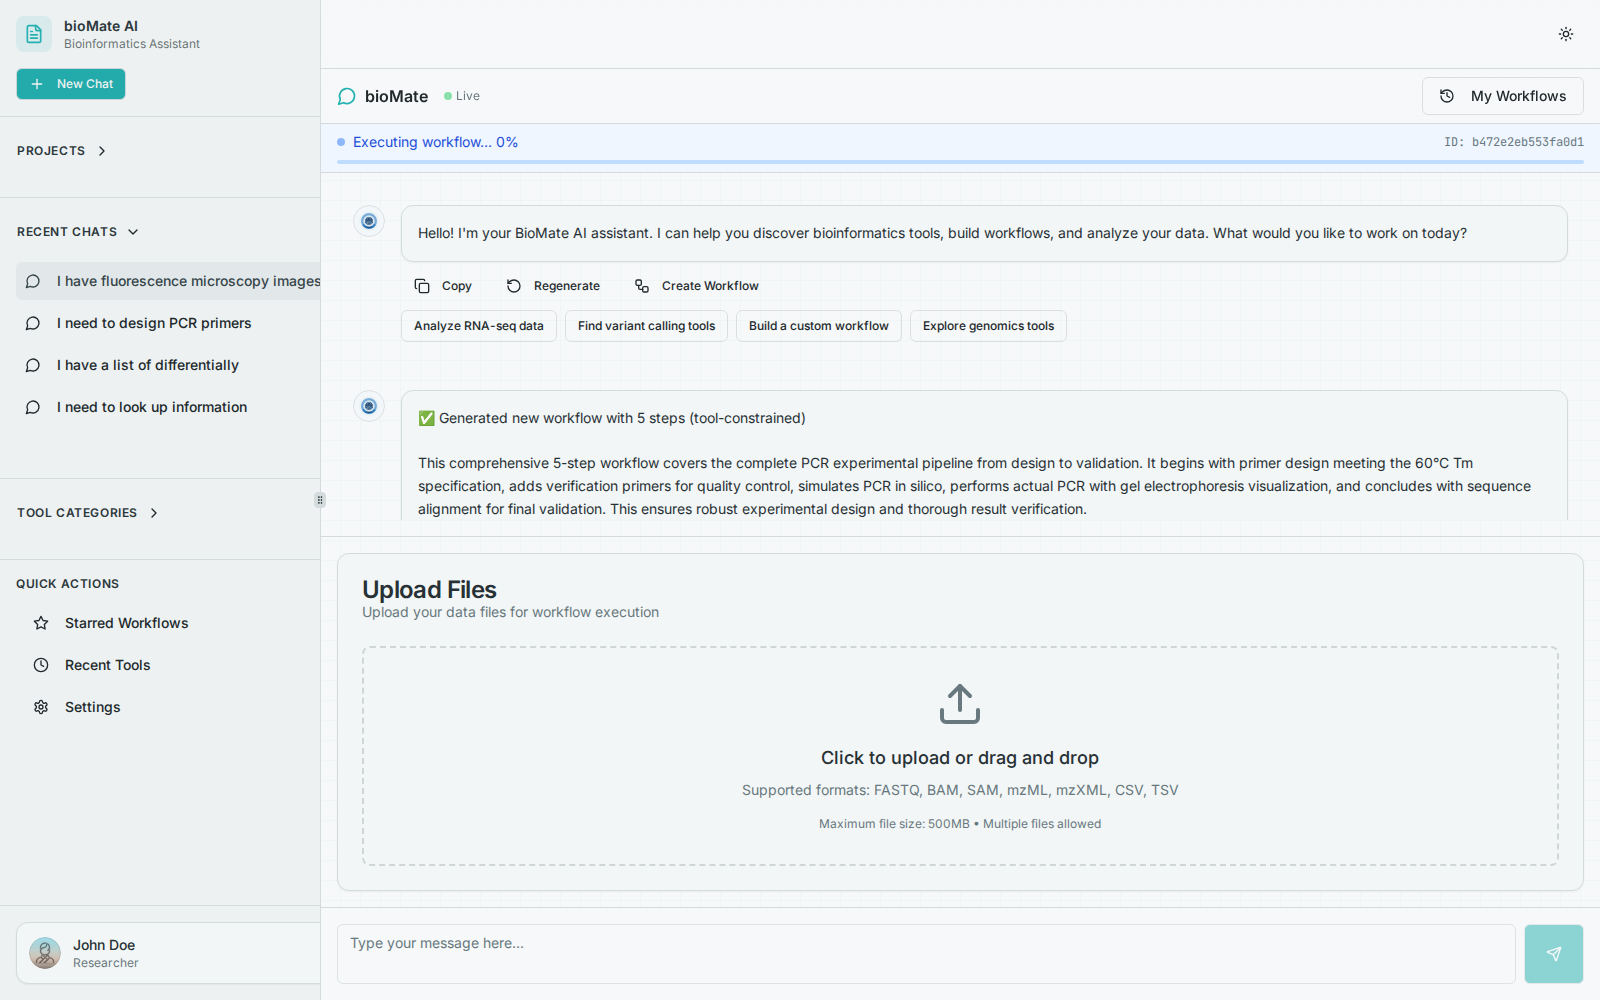 bioMate AI
Bioinformatics Assistant
New Chat
PROJECTS
RECENT CHATS
I have fluorescence microscopy images
I need to design PCR primers
I have a list of differentially
I need to look up information
TOOL CATEGORIES
QUICK ACTIONS
Starred Workflows
Recent Tools
Settings
John Doe
Researcher
bioMate
Live
My Workflows
Executing workflow... 0%
ID: b472e2eb553fa0d1
Hello! I'm your BioMate AI assistant. I can help you discover bioinformatics tools, build workflows, and analyze your data. What would you like to work on today?
Copy
Regenerate
Create Workflow
Analyze RNA-seq data
Find variant calling tools
Build a custom workflow
Explore genomics tools
✅ Generated new workflow with 5 steps (tool-constrained)
This comprehensive 5-step workflow covers the complete PCR experimental pipeline from design to validation. It begins with primer design meeting the 60°C Tm
specification, adds verification primers for quality control, simulates PCR in silico, performs actual PCR with gel electrophoresis visualization, and concludes with sequence
alignment for final validation. This ensures robust experimental design and thorough result verification.
Upload Files
Upload your data files for workflow execution
Click to upload or drag and drop
Supported formats: FASTQ, BAM, SAM, mzML, mzXML, CSV, TSV
Maximum file size: 500MB • Multiple files allowed
Type your message here...